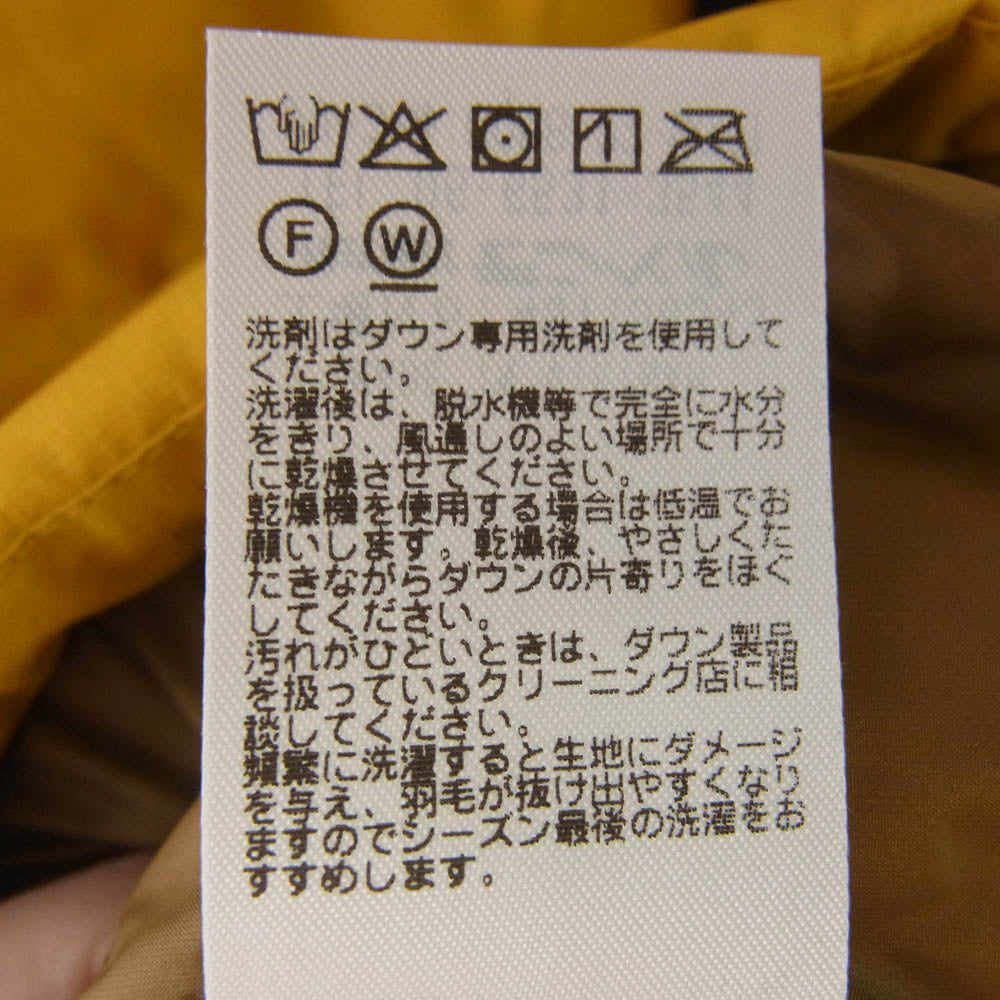 F W
洗剤はダウン専用洗剤を使用して
ください。
洗濯後は、脱水機等で完全に水分
をきり、風通しのよい場所で十分
に乾燥させてください。
乾燥機を使用する場合は低温でお
願いします。乾燥後、やさしくた
たきながらダウンの片寄りをほぐ
してください。
汚れがひどいときは、ダウン製品
を扱っているクリーニング店に相
談してください。
頻繁に洗濯すると生地にダメージ
を与え、羽毛が抜け出やすくなり
ますのでシーズン最後の洗濯をお
すすめします。